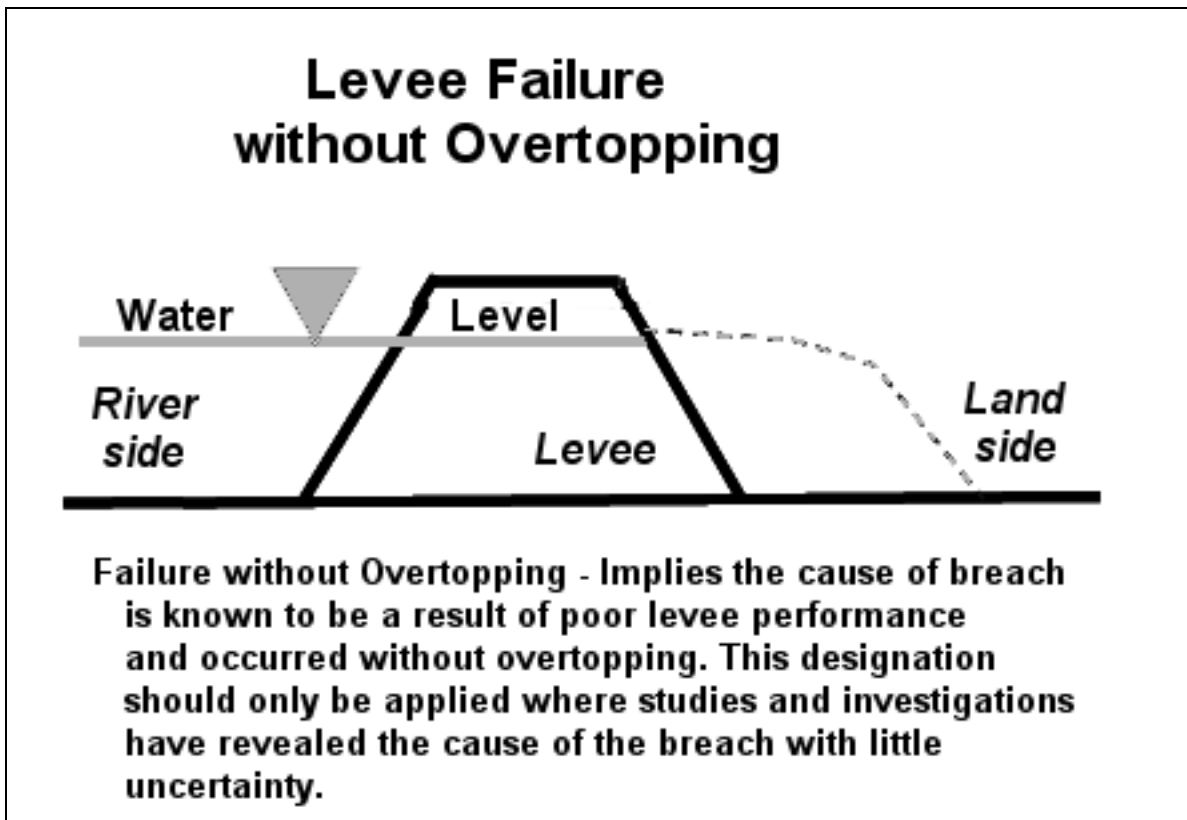 Levee Failure
without Overtopping
Water Level
River
side
Levee
Land
side
Failure without Overtopping - Implies the cause of breach
is known to be a result of poor levee performance
and occurred without overtopping. This designation
should only be applied where studies and investigations
have revealed the cause of the breach with little
uncertainty.